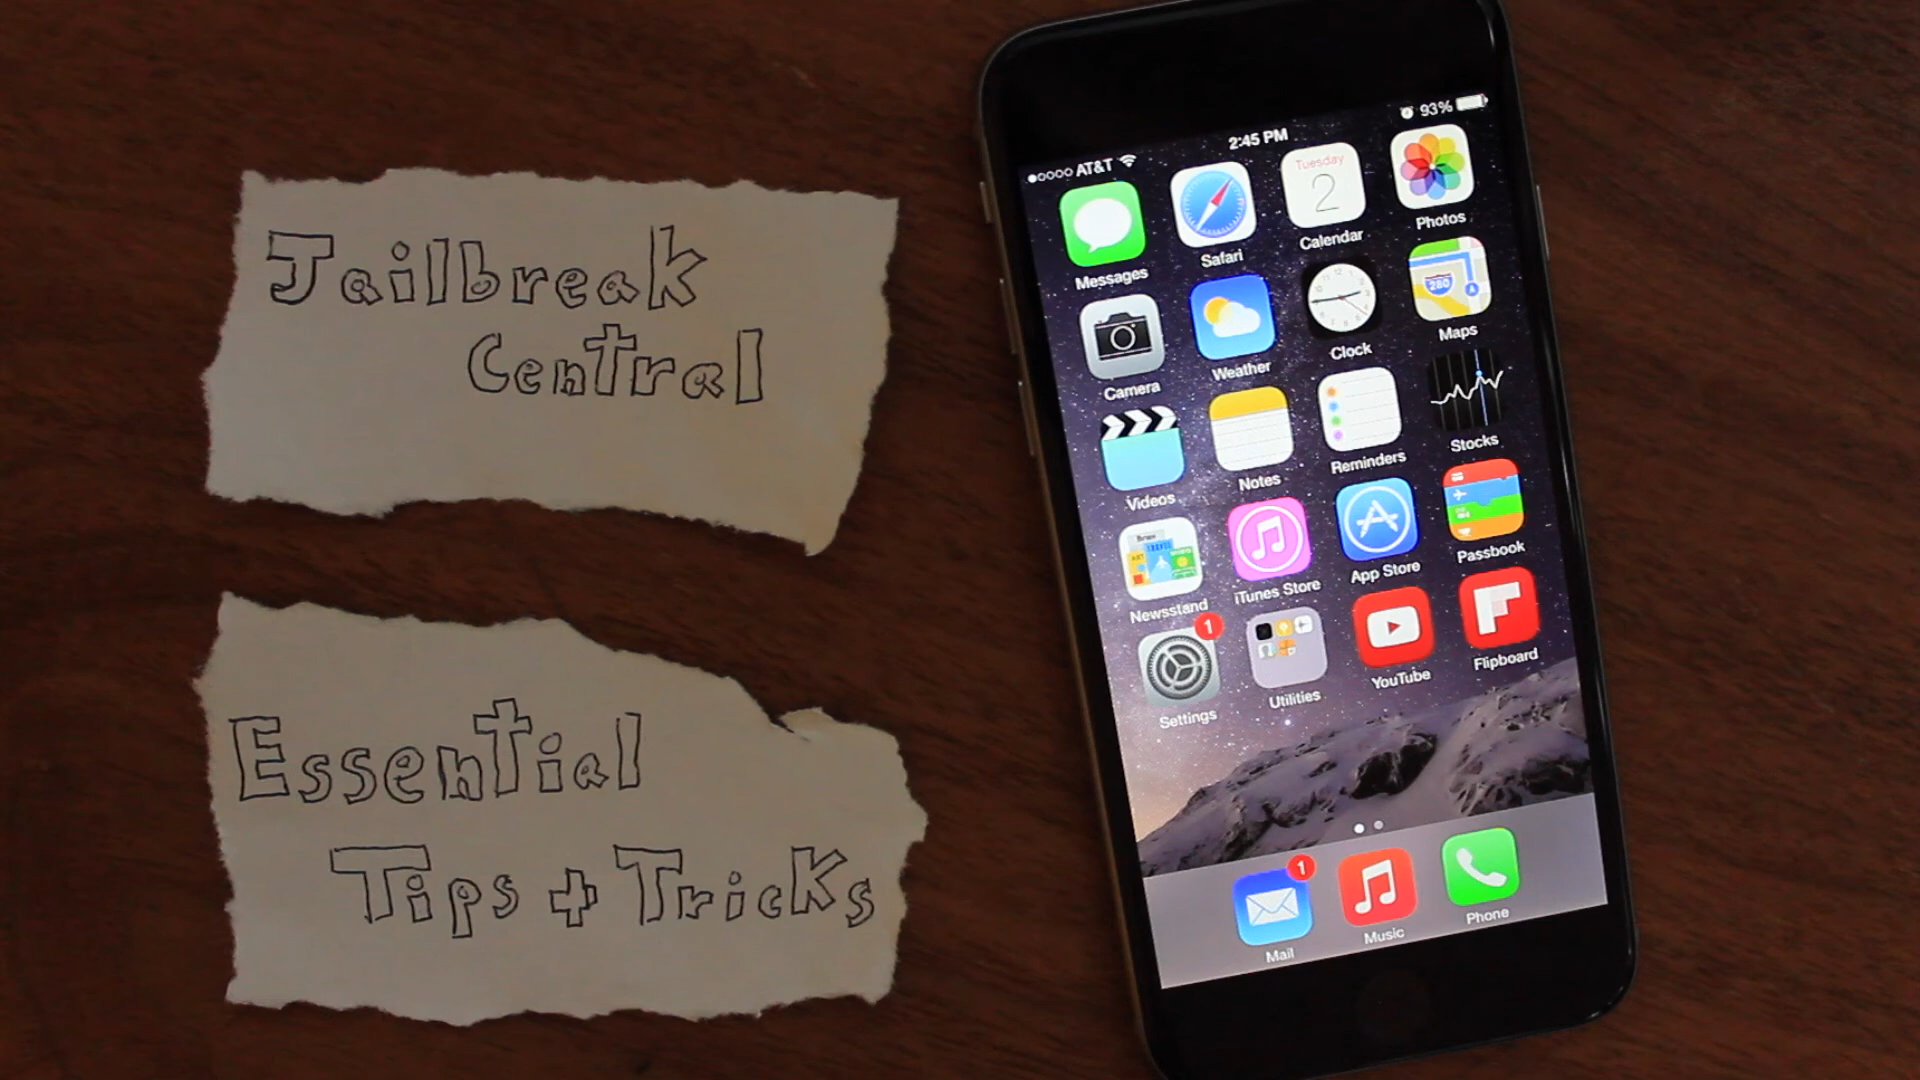 Jailbreak
Central
Essential
Tips + Tricks
AT&T 2:45 PM 93%
Messages Safari Tuesday 2 Calendar Photos
Camera Weather Clock 280 Maps
Videos Notes Reminders Stocks
Newsstand iTunes Store App Store Passbook
1 Settings Utilities YouTube Flipboard
1 Mail Music Phone